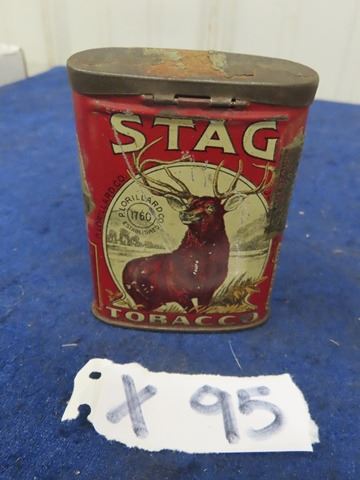 STAG
P. LORILLARD CO.
1760
ESTABLISHED
TOBACCO
X 95